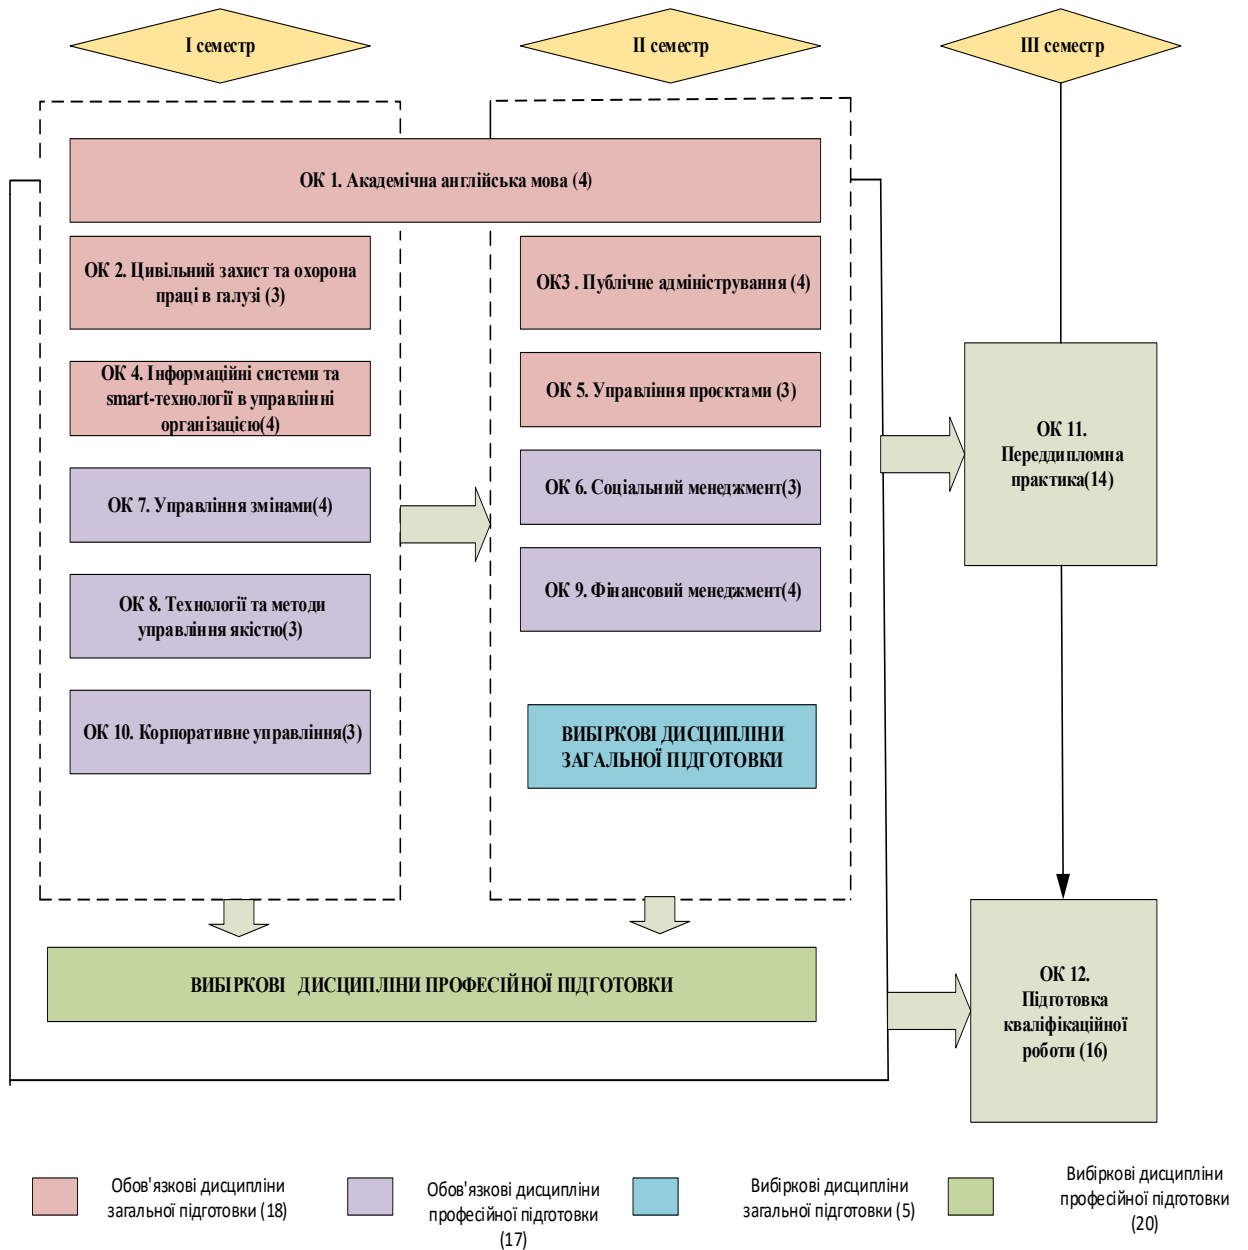 I семестр
II семестр
III семестр
ОК 1. Академічна англійська мова (4)
ОК 2. Цивільний захист та охорона
праці в галузі (3)
ОК3 . Публічне адміністрування (4)
ОК 4. Інформаційні системи та
smart-технології в управлінні
організацією(4)
ОК 5. Управління проєктами (3)
ОК 11.
Переддипломна
практика(14)
ОК 7. Управління змінами(4)
ОК 6. Соціальний менеджмент(3)
ОК 8. Технології та методи
управління якістю(3)
ОК 9. Фінансовий менеджмент(4)
ОК 10. Корпоративне управління(3)
ВИБІРКОВІ ДИСЦИПЛІНИ
ЗАГАЛЬНОЇ ПІДГОТОВКИ
ВИБІРКОВІ ДИСЦИПЛІНИ ПРОФЕСІЙНОЇ ПІДГОТОВКИ
ОК 12.
Підготовка
кваліфікаційної
роботи (16)
Обов'язкові дисципліни
загальної підготовки (18)
Обов'язкові дисципліни
професійної підготовки
(17)
Вибіркові дисципліни
загальної підготовки (5)
Вибіркові дисципліни
професійної підготовки
(20)